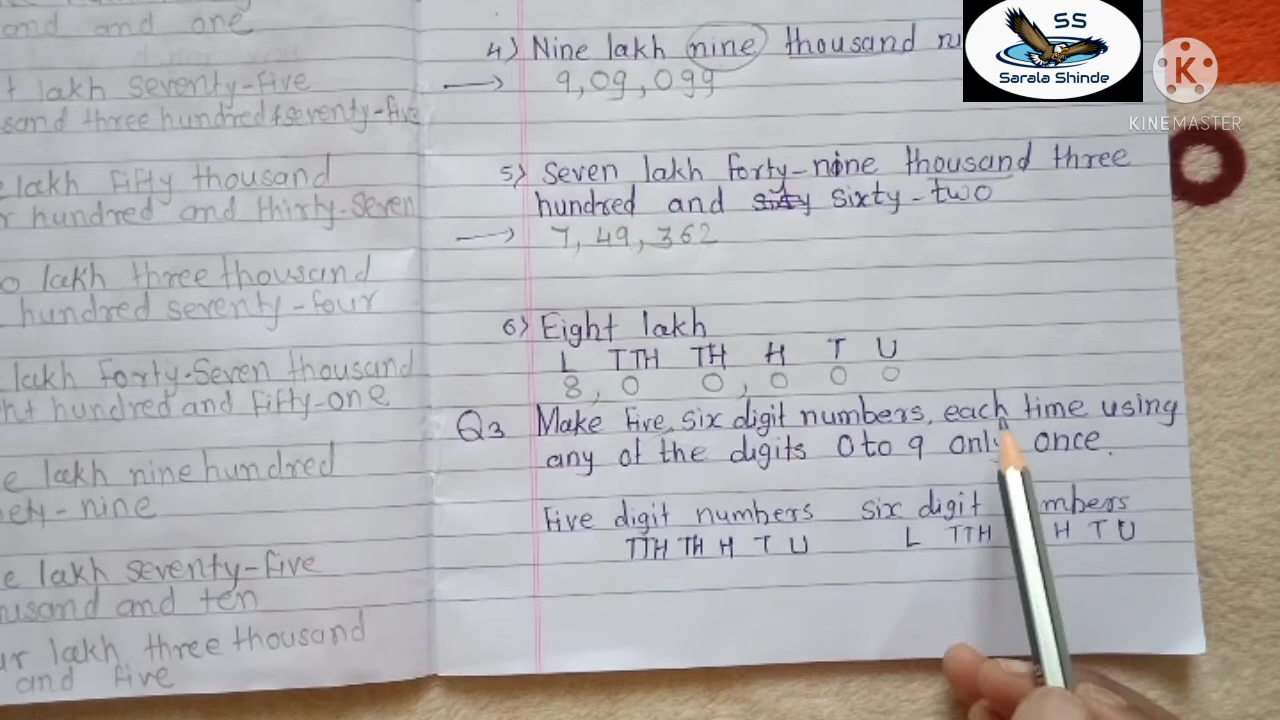 and and one
lakh seventy-five
three hundred & seventy-five
lakh fifty thousand
hundred and thirty-seven
lakh three thousand
hundred seventy-four
lakh Forty-Seven thousand
hundred and fifty-one
lakh nine hundred
nine
lakh seventy-five
and ten
lakh three thousand
and five
4) Nine lakh nine thousand
→ 9,09,099
5) Seven lakh forty-nine thousand three
hundred and sixty-two
→ 7,49,362
6) Eight lakh
L TTH TH H T U
8, 0 0, 0 0 0
Q3 Make five, six digit numbers, each time using
any of the digits 0 to 9 only once.
Five digit numbers six digit
TTH TH H T U L TTH H T U
SS
Sarala Shinde
K
KINEMASTER